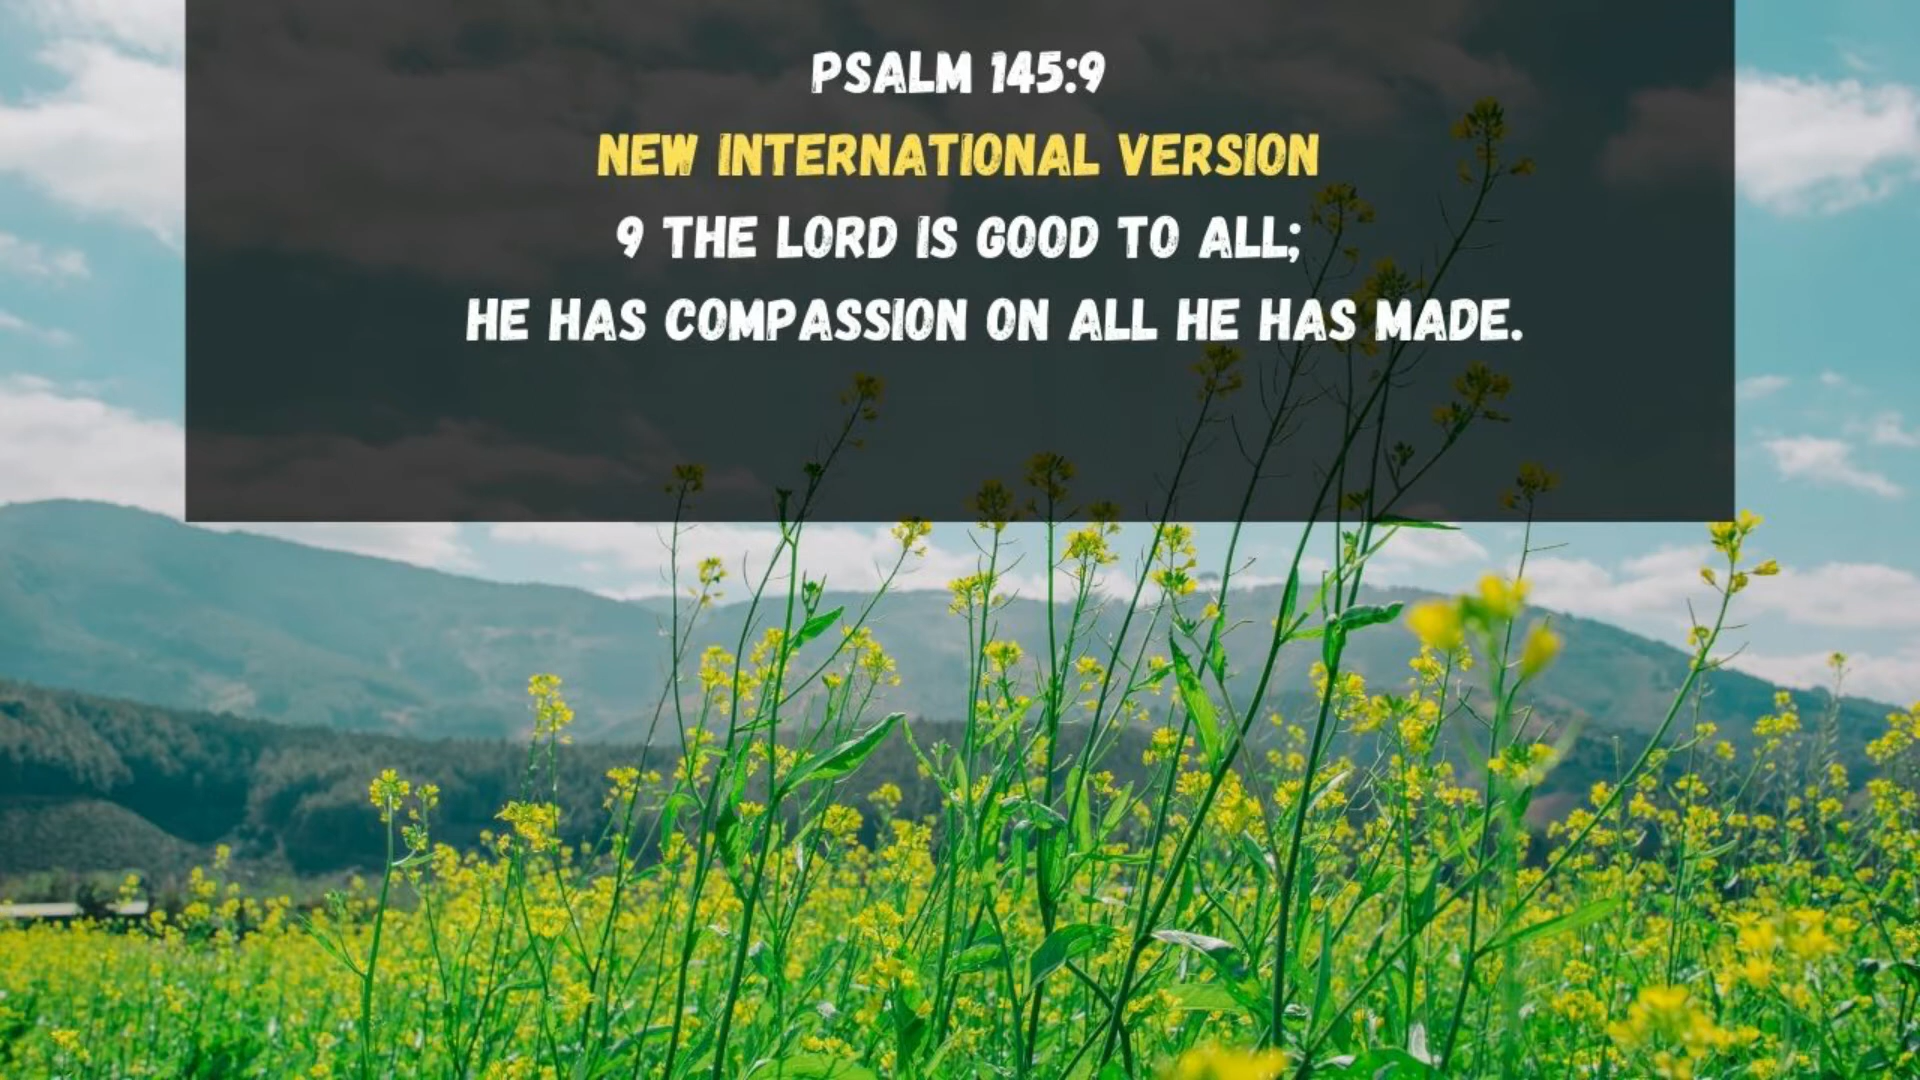 PSALM 145:9
NEW INTERNATIONAL VERSION
9 THE LORD IS GOOD TO ALL;
HE HAS COMPASSION ON ALL HE HAS MADE.